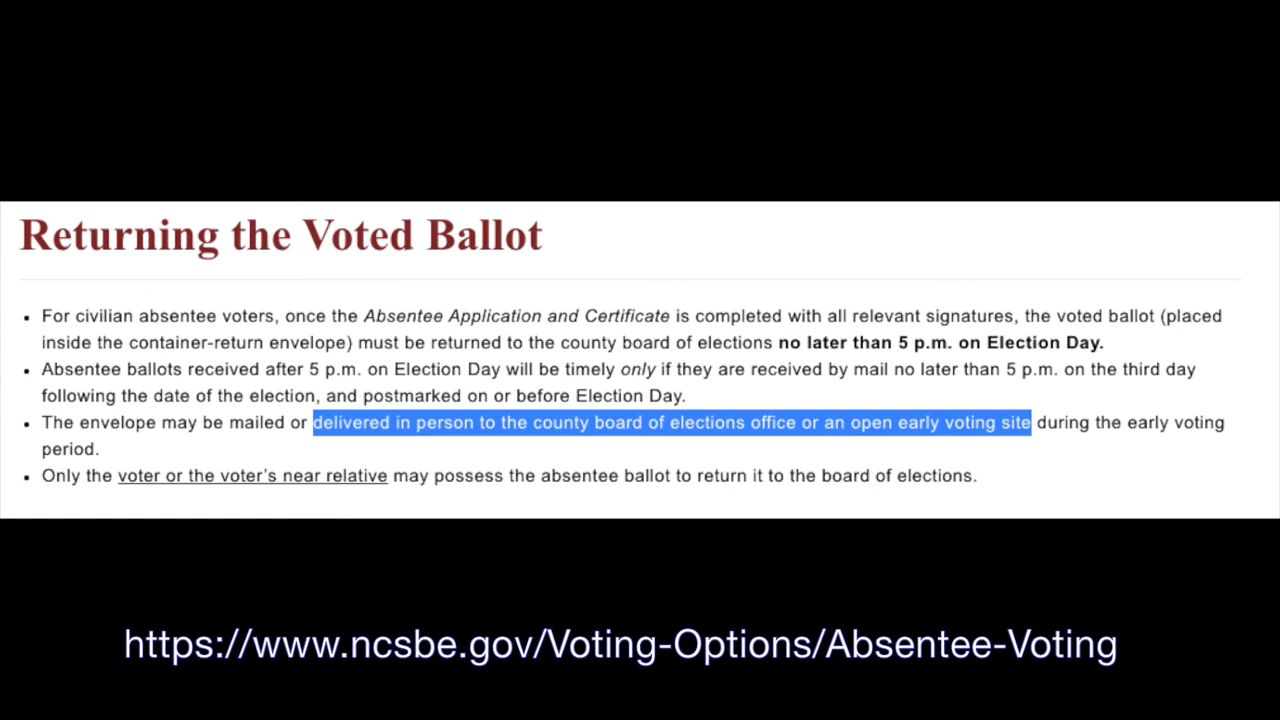 Returning the Voted Ballot
• For civilian absentee voters, once the Absentee Application and Certificate is completed with all relevant signatures, the voted ballot (placed
inside the container-return envelope) must be returned to the county board of elections no later than 5 p.m. on Election Day.
• Absentee ballots received after 5 p.m. on Election Day will be timely only if they are received by mail no later than 5 p.m. on the third day
following the date of the election, and postmarked on or before Election Day.
• The envelope may be mailed or delivered in person to the county board of elections office or an open early voting site during the early voting
period.
• Only the voter or the voter's near relative may possess the absentee ballot to return it to the board of elections.
https://www.ncsbe.gov/Voting-Options/Absentee-Voting